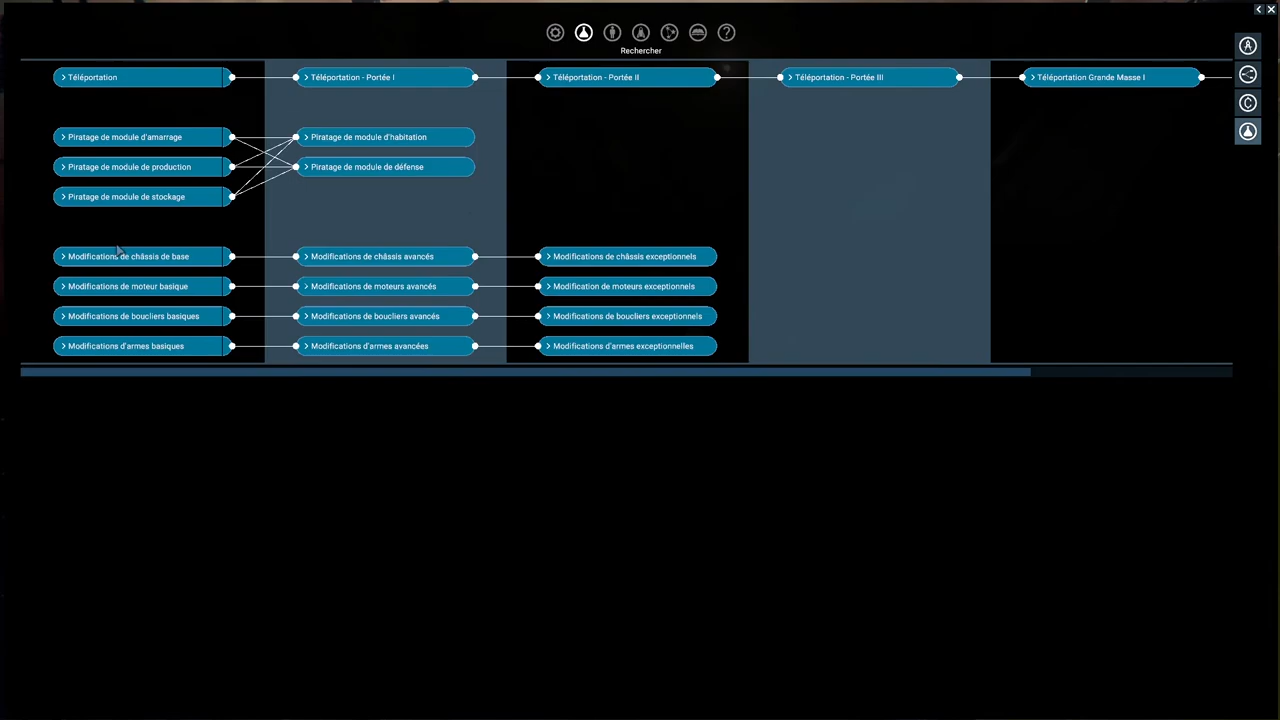 Rechercher
Téléportation
Téléportation - Portée I
Téléportation - Portée II
Téléportation - Portée III
Téléportation Grande Masse I
Piratage de module d'amarrage
Piratage de module d'habitation
Piratage de module de production
Piratage de module de défense
Piratage de module de stockage
Modifications de châssis de base
Modifications de châssis avancés
Modifications de châssis exceptionnels
Modifications de moteur basique
Modifications de moteurs avancés
Modification de moteurs exceptionnels
Modifications de boucliers basiques
Modifications de boucliers avancés
Modifications de boucliers exceptionnels
Modifications d'armes basiques
Modifications d'armes avancées
Modifications d'armes exceptionnelles